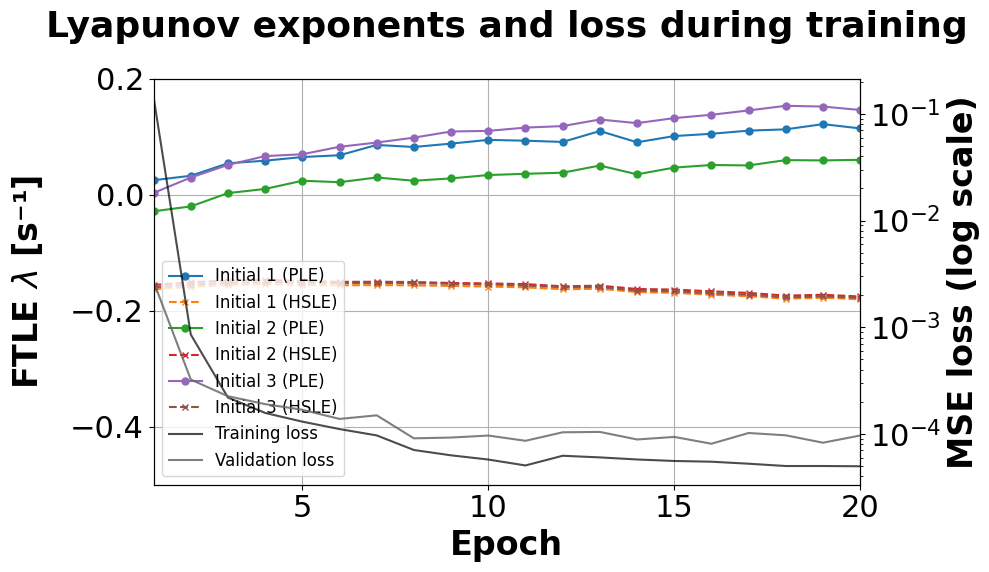 Lyapunov exponents and loss during training
FTLE λ [s⁻¹]
0.2
0.0
−0.2
−0.4
Initial 1 (PLE)
Initial 1 (HSLE)
Initial 2 (PLE)
Initial 2 (HSLE)
Initial 3 (PLE)
Initial 3 (HSLE)
Training loss
Validation loss
5 10 15 20
Epoch
10⁻¹
10⁻²
10⁻³
10⁻⁴
MSE loss (log scale)